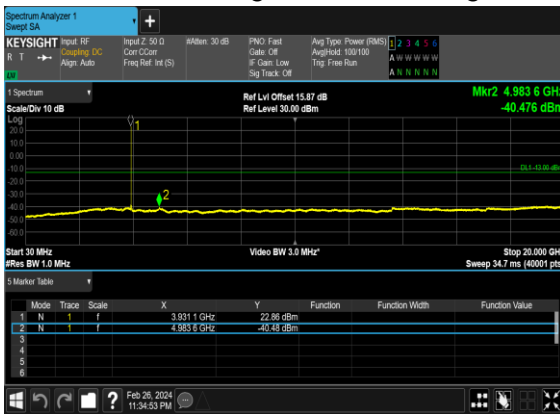 Spectrum Analyzer 1
Swept SA
KEYSIGHT Input: RF Input Z: 50 Ω #Atten: 30 dB PNO: Fast Avg Type: Power (RMS) 1 2 3 4 5 6
R T Coupling: DC Corr CCorr Gate: Off Avg|Hold: 100/100 A W W W W W
Align: Auto Freq Ref: Int (S) IF Gain: Low Trig: Free Run
LV Sig Track: Off A N N N N N
1 Spectrum Ref Lvl Offset 15.87 dB Mkr2 4.983 6 GHz
Scale/Div 10 dB Ref Level 30.00 dBm -40.476 dBm
Log
20.0
10.0
0.00
-10.0
DL1 -13.00 dBm
-20.0
-30.0
-40.0
-50.0
-60.0
1
2
Start 30 MHz Video BW 3.0 MHz* Stop 20.000 GHz
#Res BW 1.0 MHz Sweep 34.7 ms (40001 pts
5 Marker Table
Mode Trace Scale X Y Function Function Width Function Value
1 N 1 f 3.931 1 GHz 22.86 dBm
2 N 1 f 4.983 6 GHz -40.48 dBm
3
4
5
6
? Feb 26, 2024
11:34:53 PM